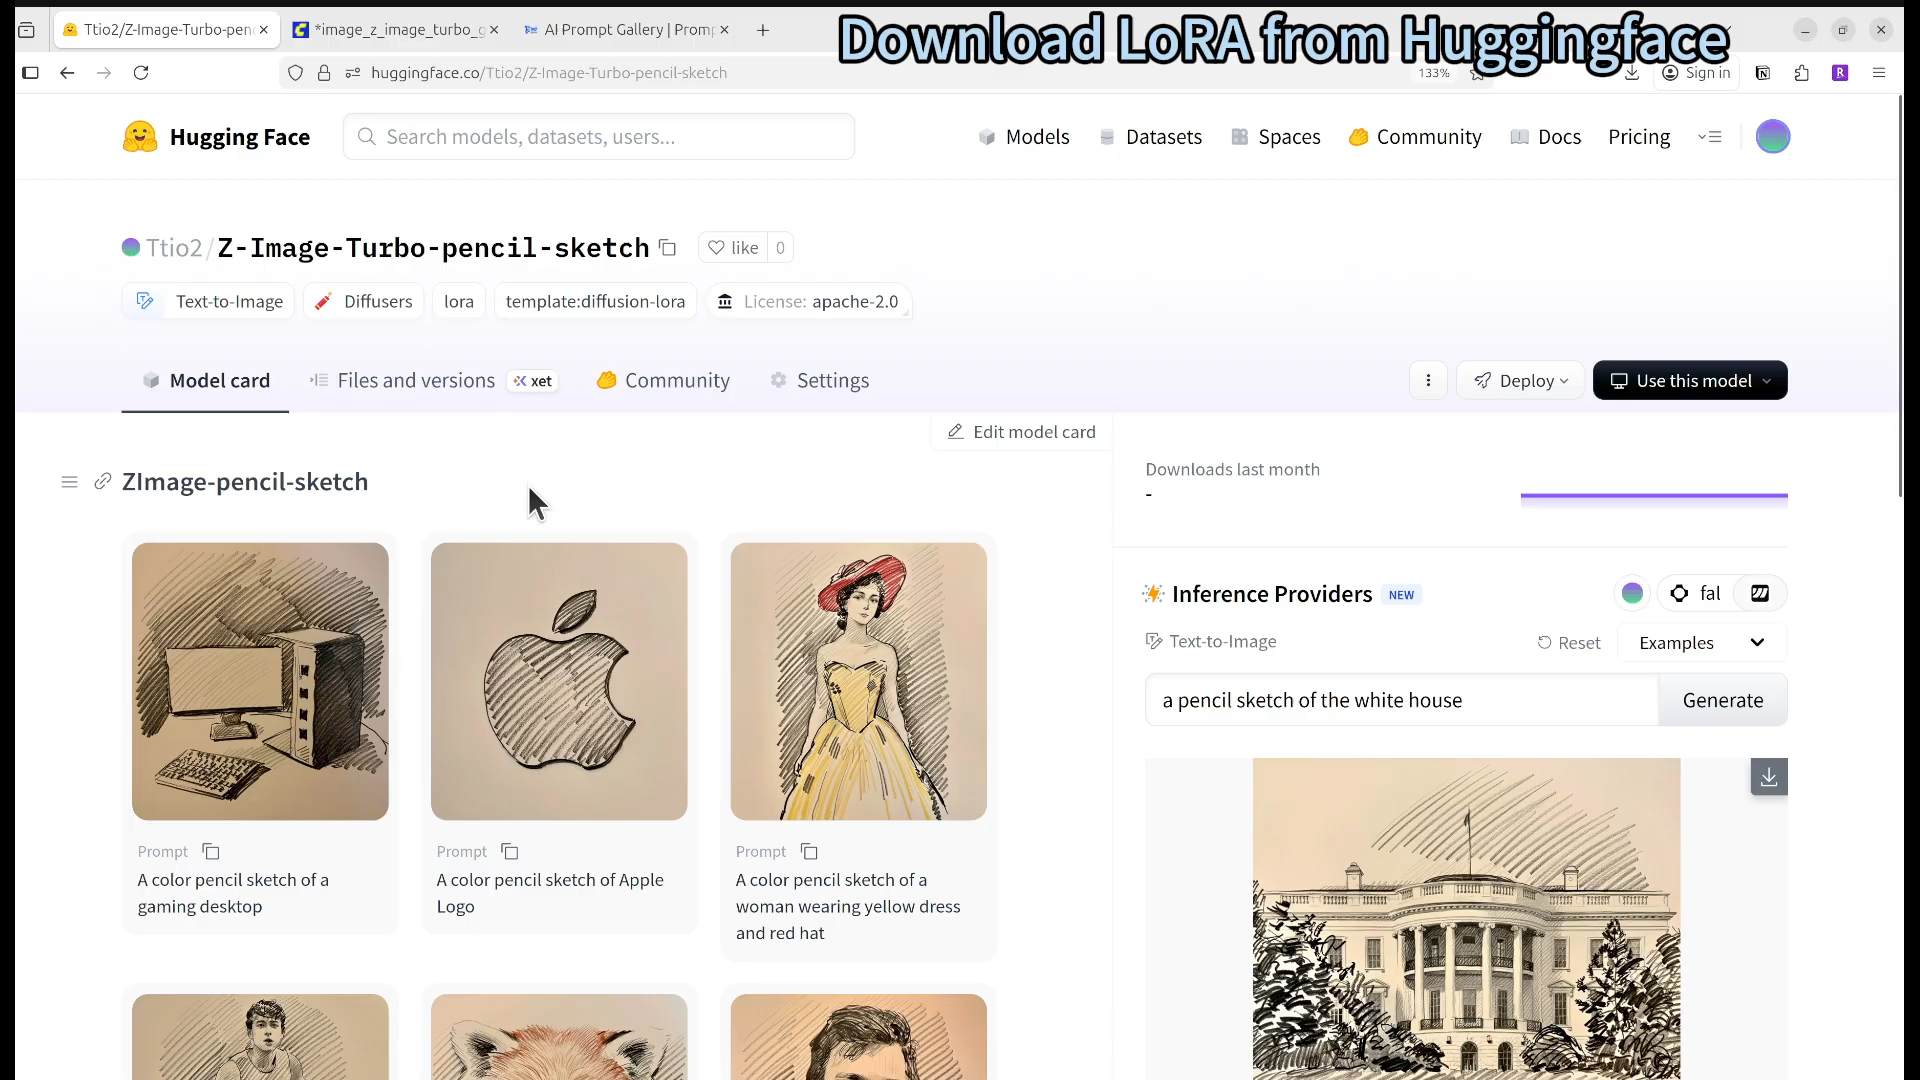 Download LoRA from Huggingface
Ttio2/Z-Image-Turbo-pen
*image_z_image_turbo_g
AI Prompt Gallery | Promp
huggingface.co/Ttio2/Z-Image-Turbo-pencil-sketch
133%
Sign in
Hugging Face
Search models, datasets, users...
Models
Datasets
Spaces
Community
Docs
Pricing
Ttio2/Z-Image-Turbo-pencil-sketch
like 0
Text-to-Image
Diffusers
lora
template:diffusion-lora
License: apache-2.0
Model card
Files and versions
xet
Community
Settings
Deploy
Use this model
Edit model card
ZImage-pencil-sketch
Prompt
A color pencil sketch of a
gaming desktop
Prompt
A color pencil sketch of Apple
Logo
Prompt
A color pencil sketch of a
woman wearing yellow dress
and red hat
Downloads last month
-
Inference Providers NEW
fal
Text-to-Image
Reset
Examples
a pencil sketch of the white house
Generate